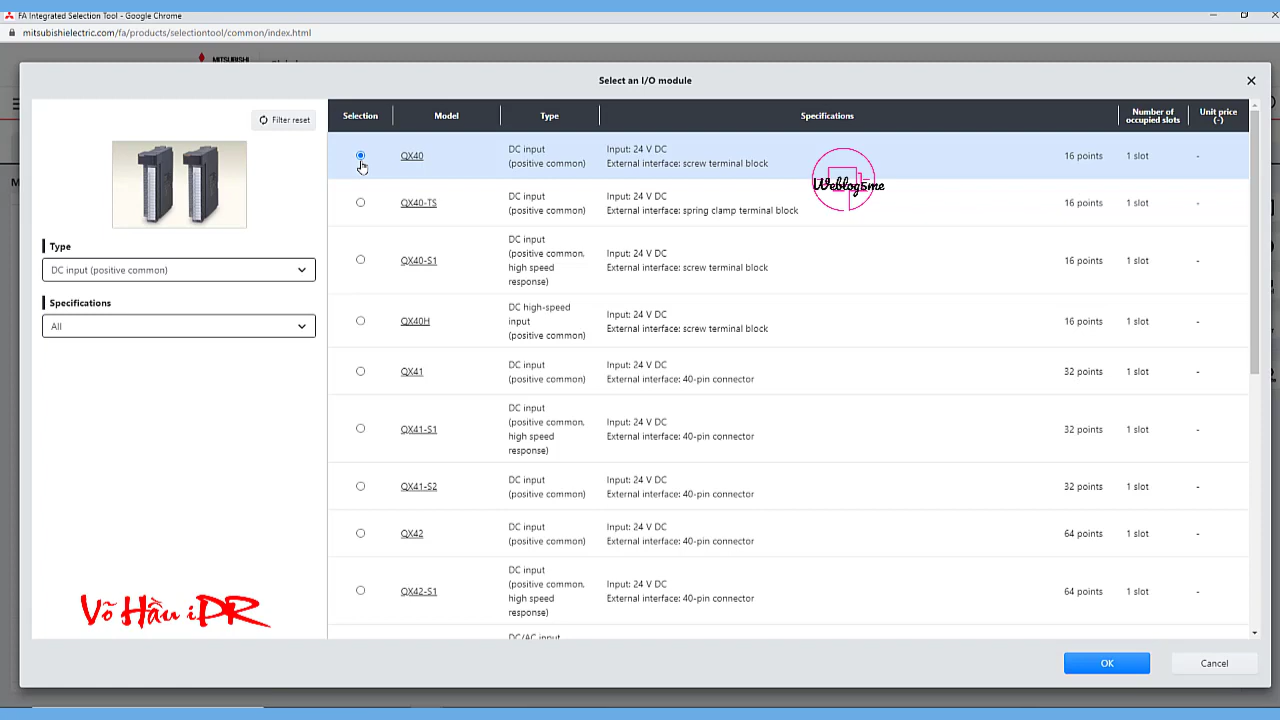 FA Integrated Selection Tool - Google Chrome
mitsubishielectric.com/fa/products/selectiontool/common/index.html
MITSUBISHI
Select an I/O module
Filter reset
Type
DC input (positive common)
Specifications
All
Selection
Model
Type
Specifications
Number of
occupied slots
Unit price
(-)
QX40
DC input
(positive common)
Input: 24 V DC
External interface: screw terminal block
16 points
1 slot
-
QX40-TS
DC input
(positive common)
Input: 24 V DC
External interface: spring clamp terminal block
16 points
1 slot
-
QX40-S1
DC input
(positive common,
high speed
response)
Input: 24 V DC
External interface: screw terminal block
16 points
1 slot
-
QX40H
DC high-speed
input
(positive common)
Input: 24 V DC
External interface: screw terminal block
16 points
1 slot
-
QX41
DC input
(positive common)
Input: 24 V DC
External interface: 40-pin connector
32 points
1 slot
-
QX41-S1
DC input
(positive common,
high speed
response)
Input: 24 V DC
External interface: 40-pin connector
32 points
1 slot
-
QX41-S2
DC input
(positive common)
Input: 24 V DC
External interface: 40-pin connector
32 points
1 slot
-
QX42
DC input
(positive common)
Input: 24 V DC
External interface: 40-pin connector
64 points
1 slot
-
QX42-S1
DC input
(positive common,
high speed
response)
Input: 24 V DC
External interface: 40-pin connector
64 points
1 slot
-
DC/AC input
Weblog5me
Võ Hầu iDR
OK
Cancel